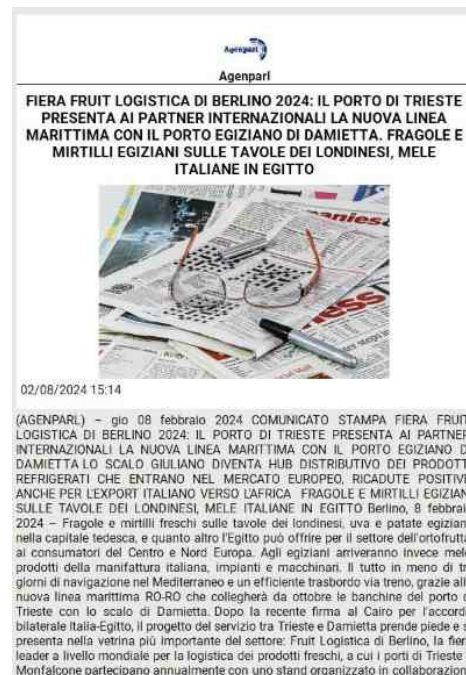 Agenparl
Agenparl
FIERA FRUIT LOGISTICA DI BERLINO 2024: IL PORTO DI TRIESTE
PRESENTA AI PARTNER INTERNAZIONALI LA NUOVA LINEA
MARITTIMA CON IL PORTO EGIZIANO DI DAMIETTA. FRAGOLE E
MIRTILLI EGIZIANI SULLE TAVOLE DEI LONDINESI, MELE
ITALIANE IN EGITTO
02/08/2024 15:14
(AGENPARL) – gio 08 febbraio 2024 COMUNICATO STAMPA FIERA FRUIT
LOGISTICA DI BERLINO 2024: IL PORTO DI TRIESTE PRESENTA AI PARTNER
INTERNAZIONALI LA NUOVA LINEA MARITTIMA CON IL PORTO EGIZIANO D
DAMIETTA LO SCALO GIULIANO DIVENTA HUB DISTRIBUTIVO DEI PRODOTT
REFRIGERATI CHE ENTRANO NEL MERCATO EUROPEO, RICADUTE POSITIVE
ANCHE PER L'EXPORT ITALIANO VERSO L'AFRICA FRAGOLE E MIRTILLI EGIZIAN
SULLE TAVOLE DEI LONDINESI, MELE ITALIANE IN EGITTO Berlino, 8 febbrai
2024 – Fragole e mirtilli freschi sulle tavole dei londinesi, uva e patate egizian
nella capitale tedesca, e quanto altro l'Egitto può offrire per il settore dell'ortofrutta
ai consumatori del Centro e Nord Europa. Agli egiziani arriveranno invece mele
prodotti della manifattura italiana, impianti e macchinari. Il tutto in meno di tr
giorni di navigazione nel Mediterraneo e un efficiente trasbordo via treno, grazie all
nuova linea marittima RO-RO che collegherà da ottobre le banchine del porto d
Trieste con lo scalo di Damietta. Dopo la recente firma al Cairo per l'accord
bilaterale Italia-Egitto, il progetto del servizio tra Trieste e Damietta prende piede e s
presenta nella vetrina più importante del settore: Fruit Logistica di Berlino, la fier
leader a livello mondiale per la logistica dei prodotti freschi, a cui i porti di Trieste
Monfalcone partecipano annualmente con uno stand organizzato in collaborazion